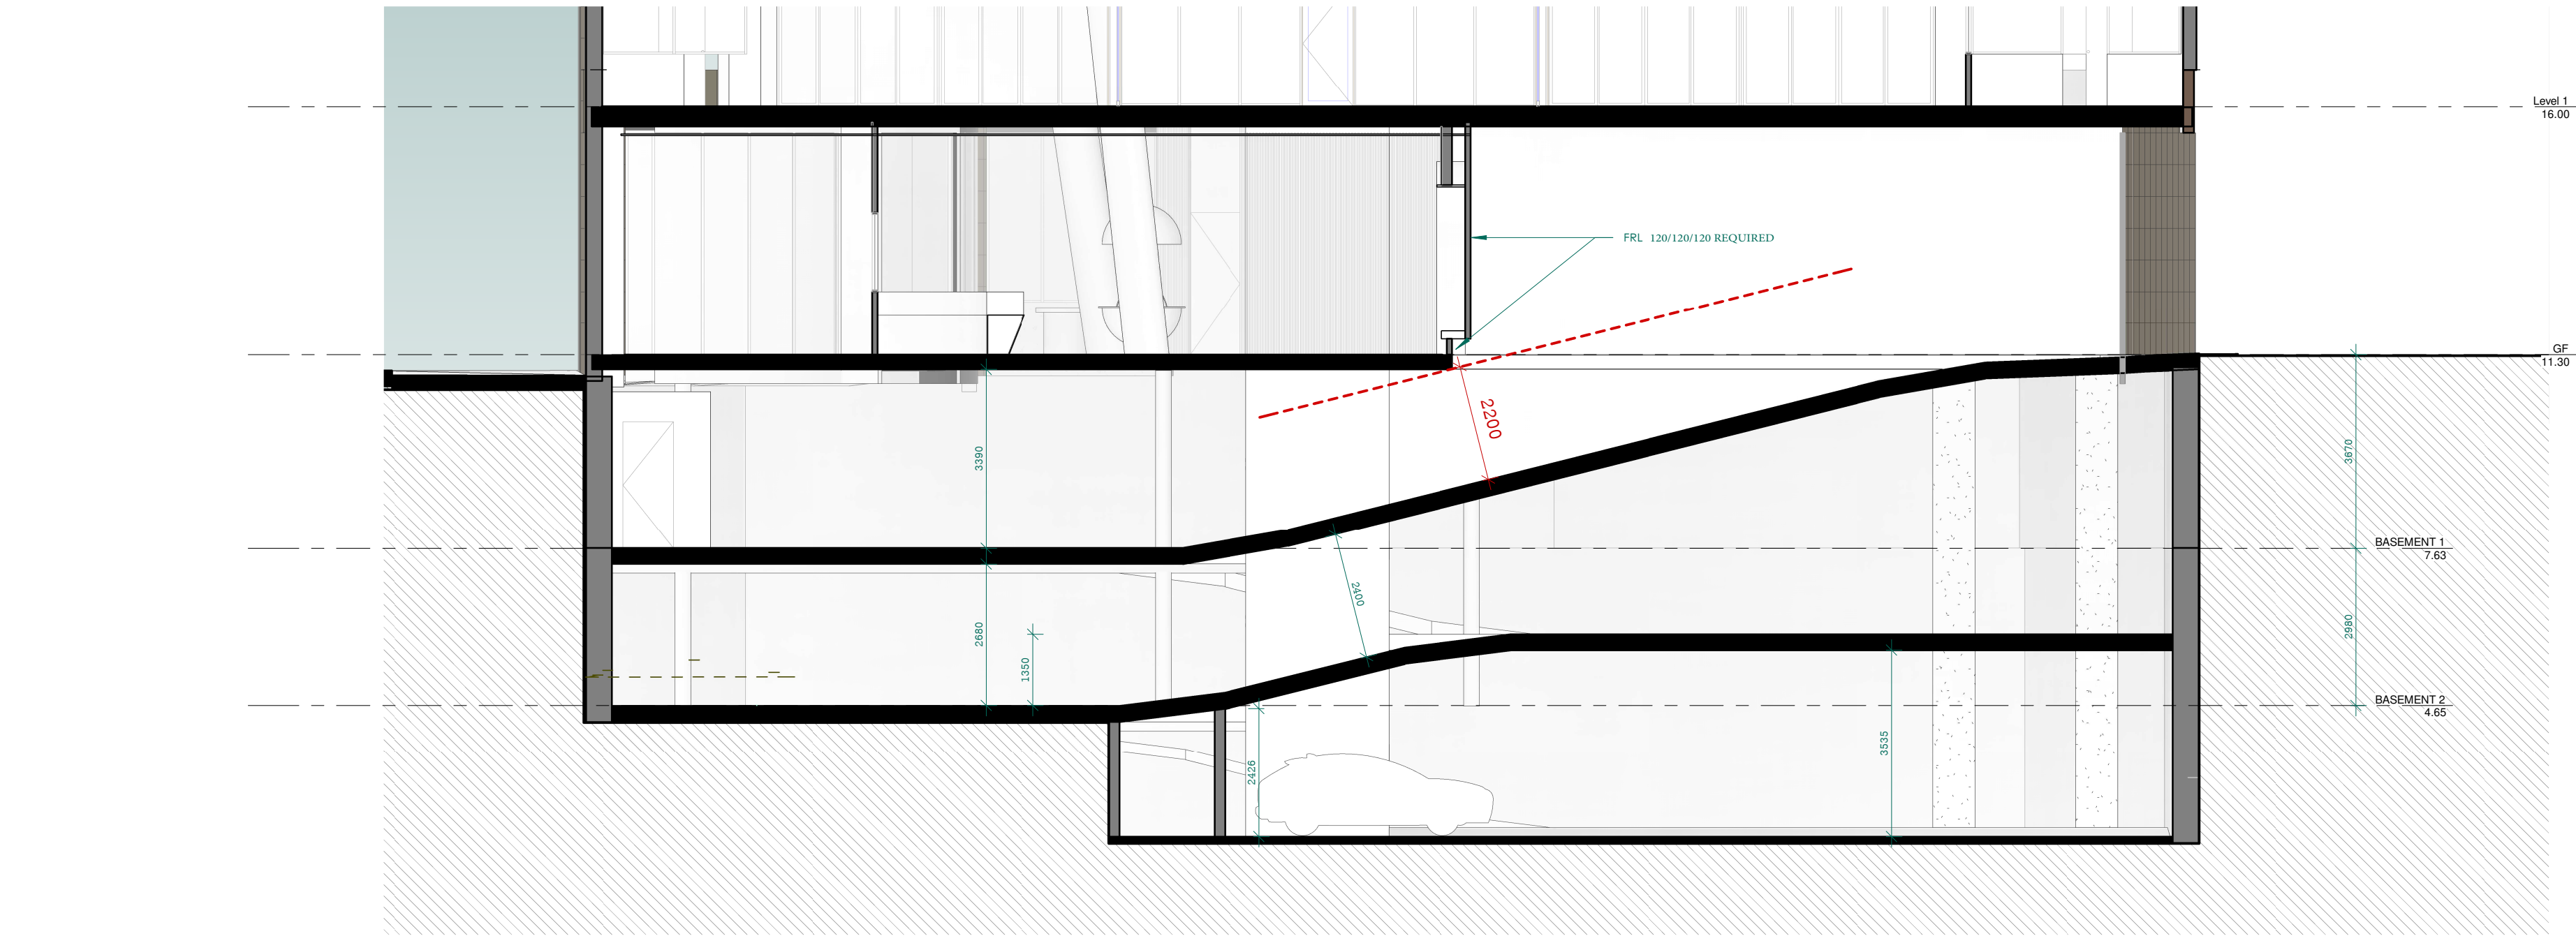 Level 1
16.00
FRL 120/120/120 REQUIRED
GF
11.30
2200
3390
3670
BASEMENT 1
7.63
2400
2680
1350
2980
BASEMENT 2
4.65
2426
3535